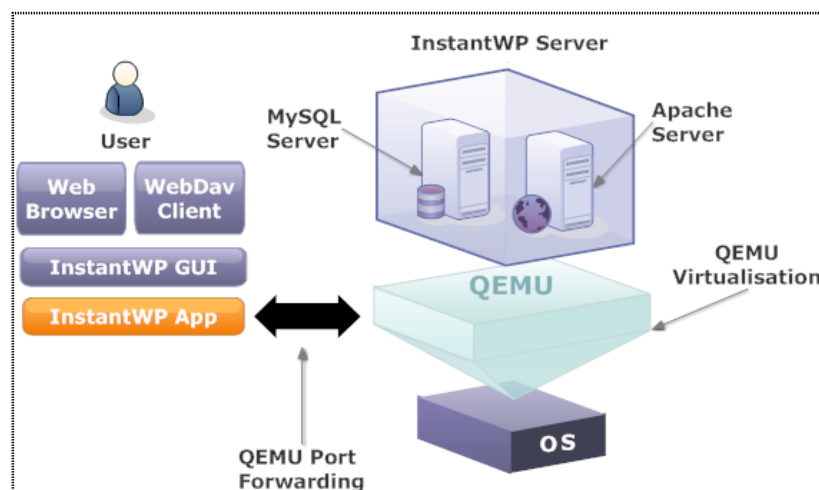 InstantWP Server
MySQL
Server
Apache
Server
User
Web
Browser
WebDav
Client
InstantWP GUI
InstantWP App
QEMU
QEMU
Virtualisation
OS
QEMU Port
Forwarding